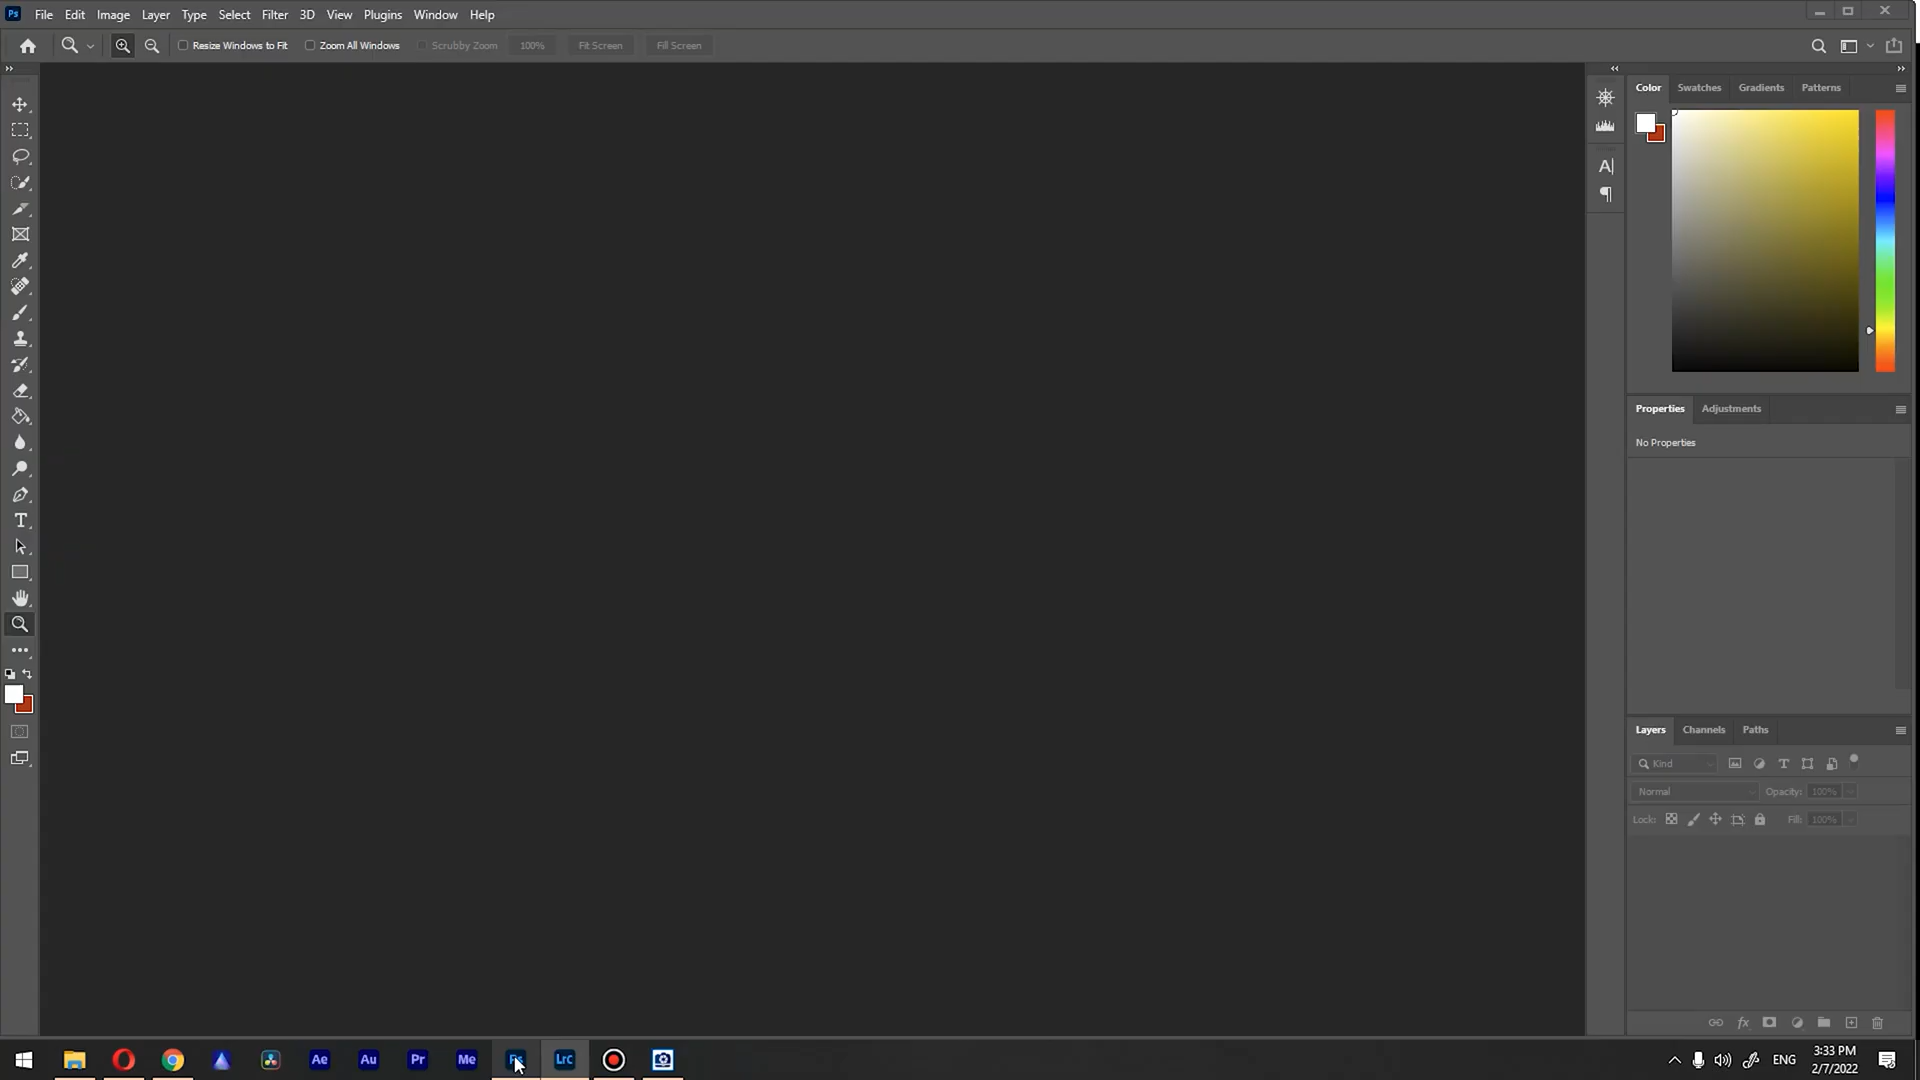 Ps File Edit Image Layer Type Select Filter 3D View Plugins Window Help
Resize Windows to Fit Zoom All Windows Scrubby Zoom 100% Fit Screen Fill Screen
Color Swatches Gradients Patterns
A|
¶
Properties Adjustments
No Properties
T
Layers Channels Paths
Kind T
Normal Opacity: 100%
Lock: Fill: 100%
fx
Ae Au Pr Me Ps Lrc ENG 3:33 PM
2/7/2022